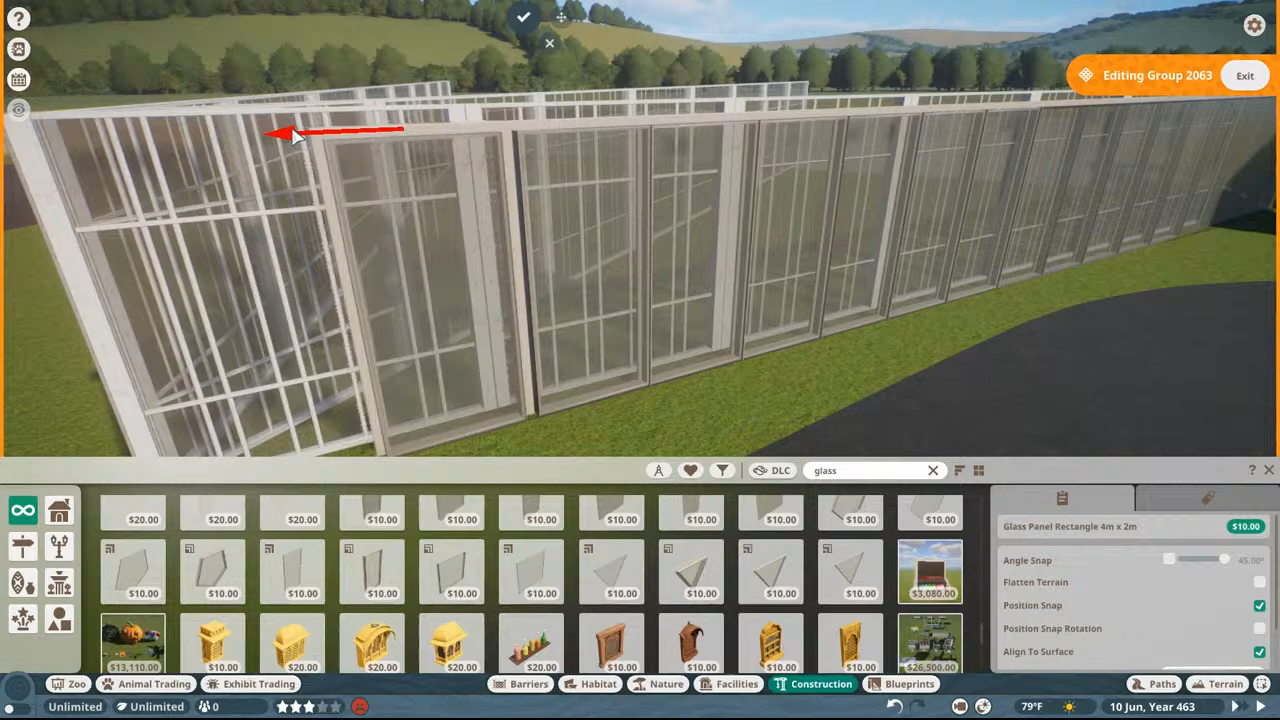 Editing Group 2063
Exit
DLC
glass
$20.00 $20.00 $20.00 $10.00 $10.00 $10.00 $10.00 $10.00 $10.00 $10.00 $10.00
$10.00 $10.00 $10.00 $10.00 $10.00 $10.00 $10.00 $10.00 $10.00 $10.00 $3,080.00
$13,110.00 $10.00 $20.00 $20.00 $20.00 $20.00 $10.00 $10.00 $10.00 $10.00 $26,500.00
Glass Panel Rectangle 4m x 2m $10.00
Angle Snap 45.00°
Flatten Terrain
Position Snap
Position Snap Rotation
Align To Surface
Zoo Animal Trading Exhibit Trading Barriers Habitat Nature Facilities Construction Blueprints Paths Terrain
Unlimited Unlimited 0 79°F 10 Jun, Year 463